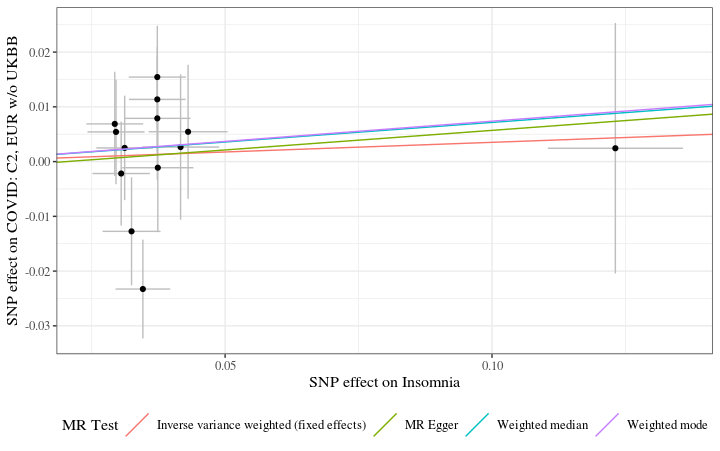 SNP effect on COVID: C2, EUR w/o UKBB
0.02
0.01
0.00
-0.01
-0.02
-0.03
0.05 0.10
SNP effect on Insomnia
MR Test Inverse variance weighted (fixed effects) MR Egger Weighted median Weighted mode